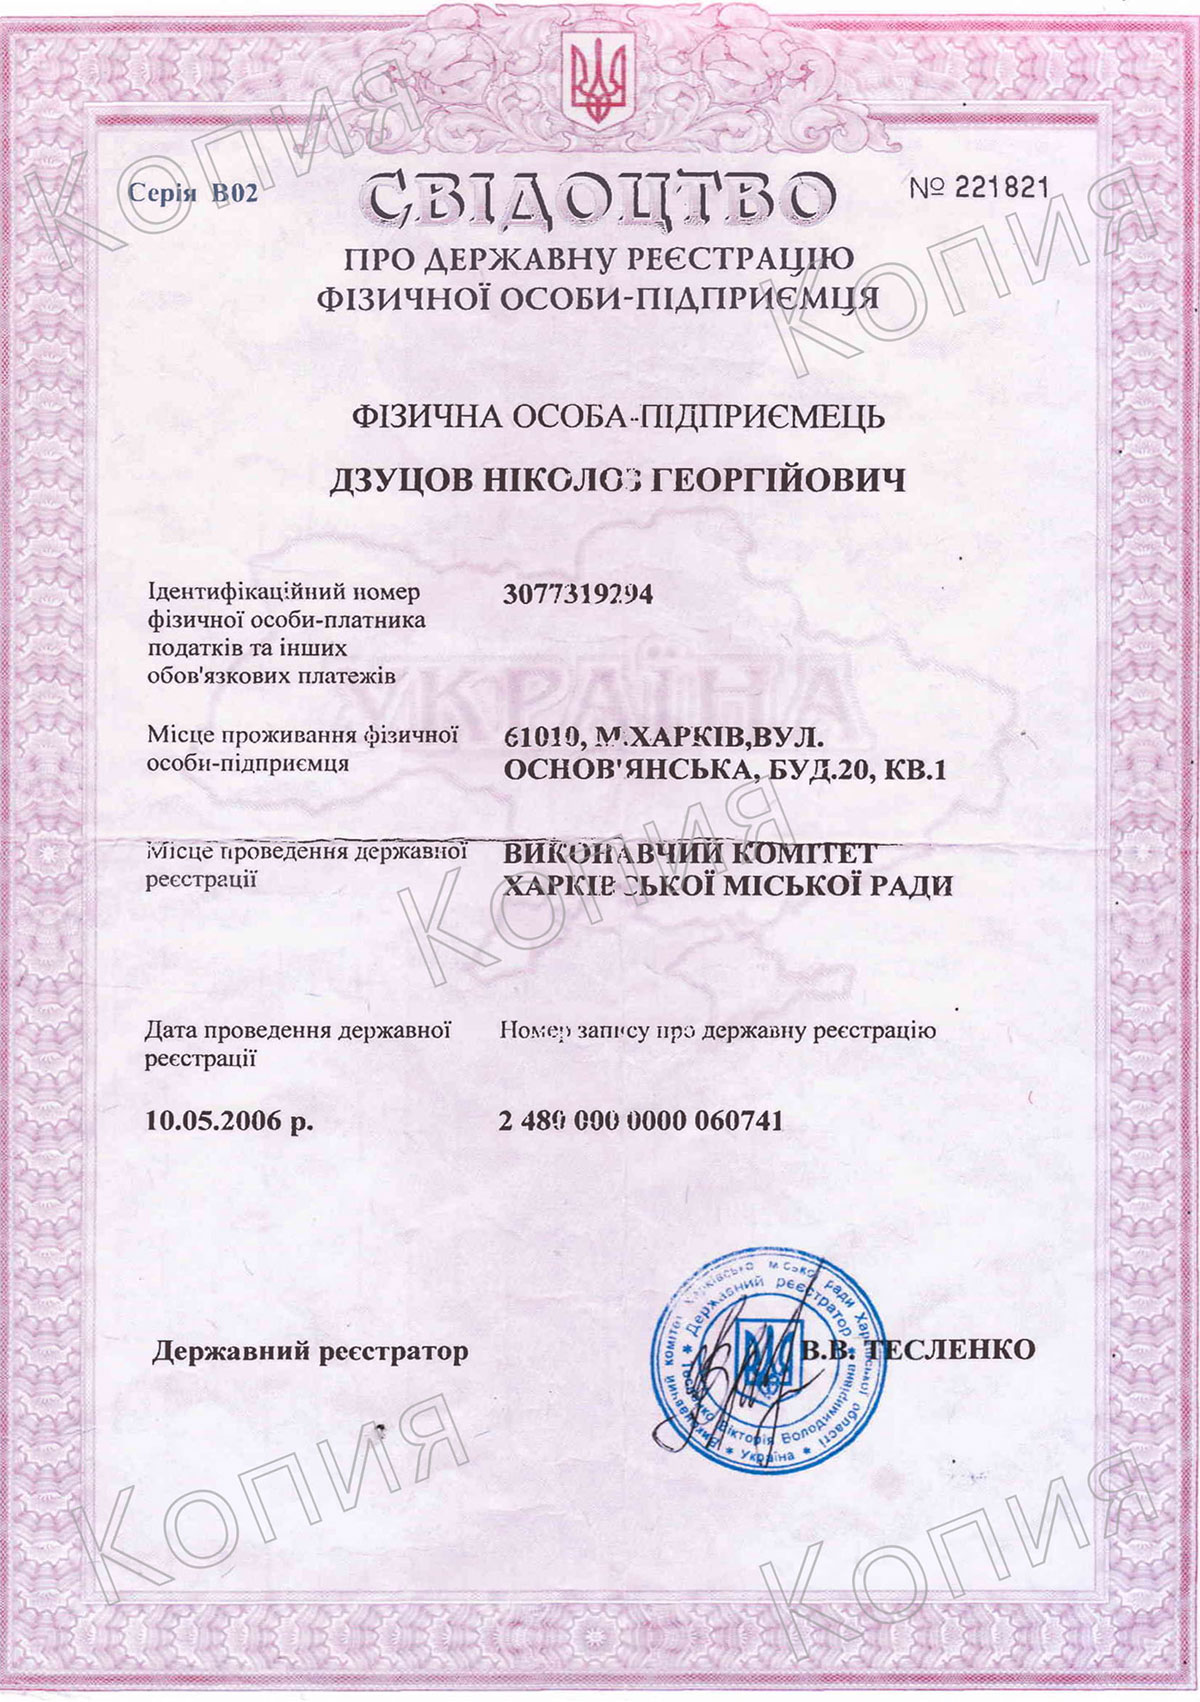 Серія В02
СВІДОЦТВО
№ 221821
ПРО ДЕРЖАВНУ РЕЄСТРАЦІЮ
ФІЗИЧНОЇ ОСОБИ-ПІДПРИЄМЦЯ
ФІЗИЧНА ОСОБА-ПІДПРИЄМЕЦЬ
ДЗУЦОВ НІКОЛОЗ ГЕОРГІЙОВИЧ
Ідентифікаційний номер
фізичної особи-платника
податків та інших
обов'язкових платежів
3077319294
УКРАЇНА
Місце проживання фізичної
особи-підприємця
61010, М.ХАРКІВ,ВУЛ.
ОСНОВ'ЯНСЬКА, БУД.20, КВ.1
Місце проведення державної
реєстрації
ВИКОНАВЧИЙ КОМІТЕТ
ХАРКІВСЬКОЇ МІСЬКОЇ РАДИ
Дата проведення державної
реєстрації
Номер запису про державну реєстрацію
10.05.2006 р.
2 480 000 0000 060741
Державний реєстратор
В.В. ТЕСЛЕНКО
Виконавчий комітет Харківської міської ради Харківської області * Україна *
* Державний реєстратор * Тесленко Вікторія Володимирівна
Копия
Копия
Копия
Копия
Копия